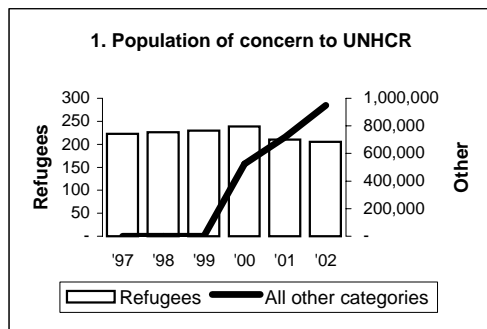 1. Population of concern to UNHCR
Refugees
300
250
200
150
100
50
-
1,000,000
800,000
600,000
400,000
200,000
-
Other
'97 '98 '99 '00 '01 '02
Refugees All other categories